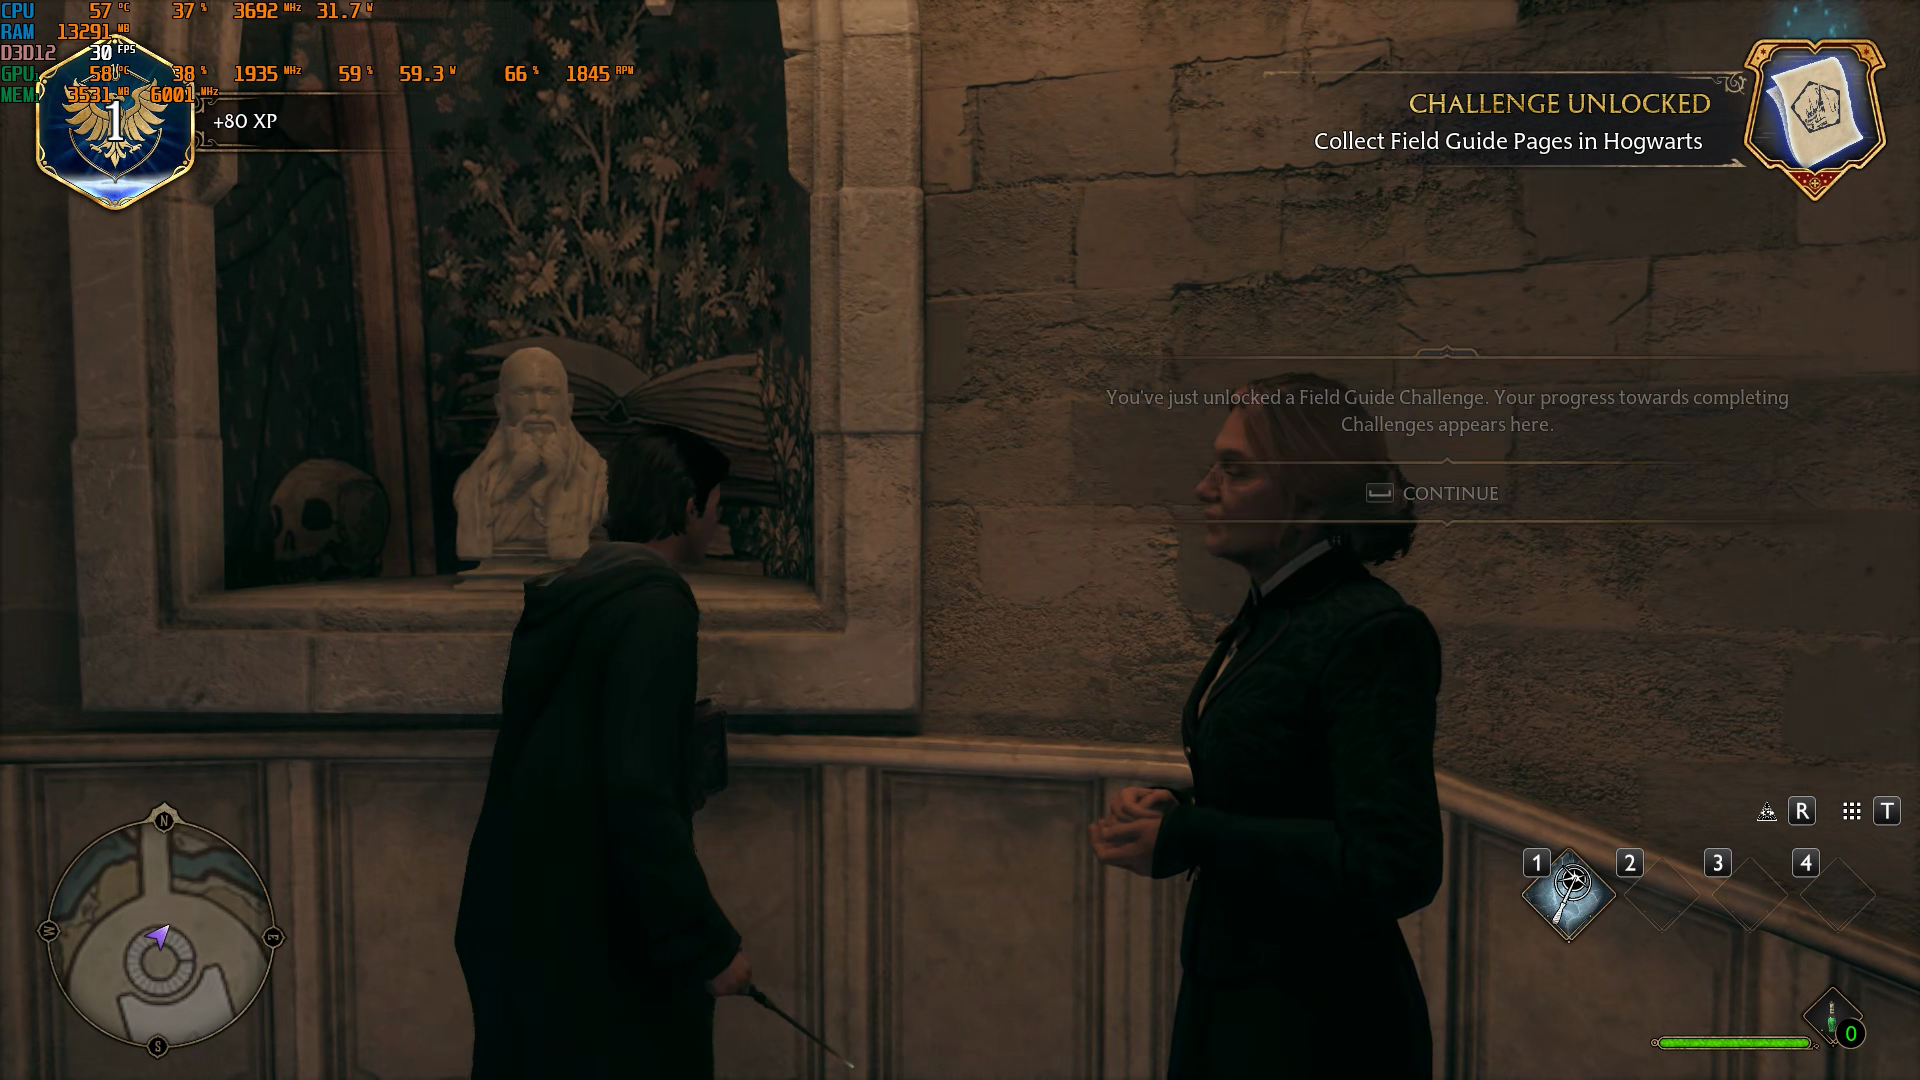 CPU 57 °C 37 % 3692 MHz 31.7 W
RAM 13291 MB
D3D12 30 FPS
GPU 58 °C 38 % 1935 MHz 59 % 59.3 W 66 % 1845 RPM
MEM 3531 MB 6001 MHz
1
+80 XP
CHALLENGE UNLOCKED
Collect Field Guide Pages in Hogwarts
You've just unlocked a Field Guide Challenge. Your progress towards completing
Challenges appears here.
CONTINUE
N
W
E
S
R T
1 2 3 4
0